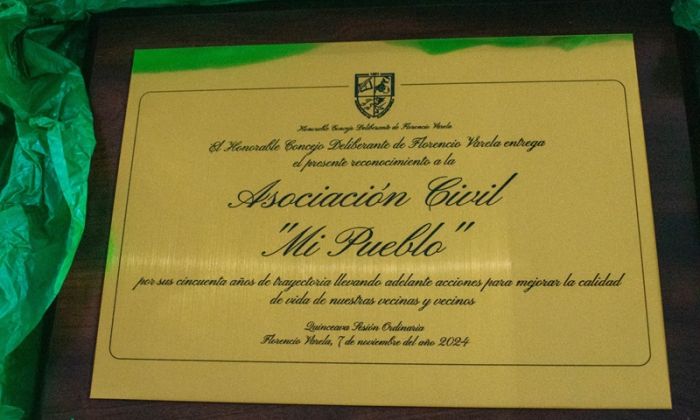 Honorable Concejo Deliberante de Florencio Varela
El Honorable Concejo Deliberante de Florencio Varela entrega
el presente reconocimiento a la
Asociación Civil
"Mi Pueblo"
por sus cincuenta años de trayectoria llevando adelante acciones para mejorar la calidad
de vida de nuestras vecinas y vecinos
Quinceava Sesión Ordinaria
Florencio Varela, 7 de noviembre del año 2024